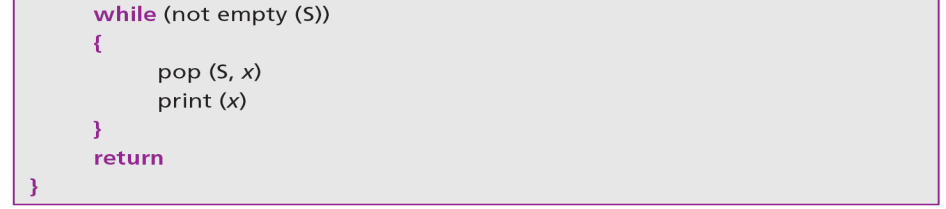 while (not empty (S))
{
pop (S, x)
print (x)
}
return
}